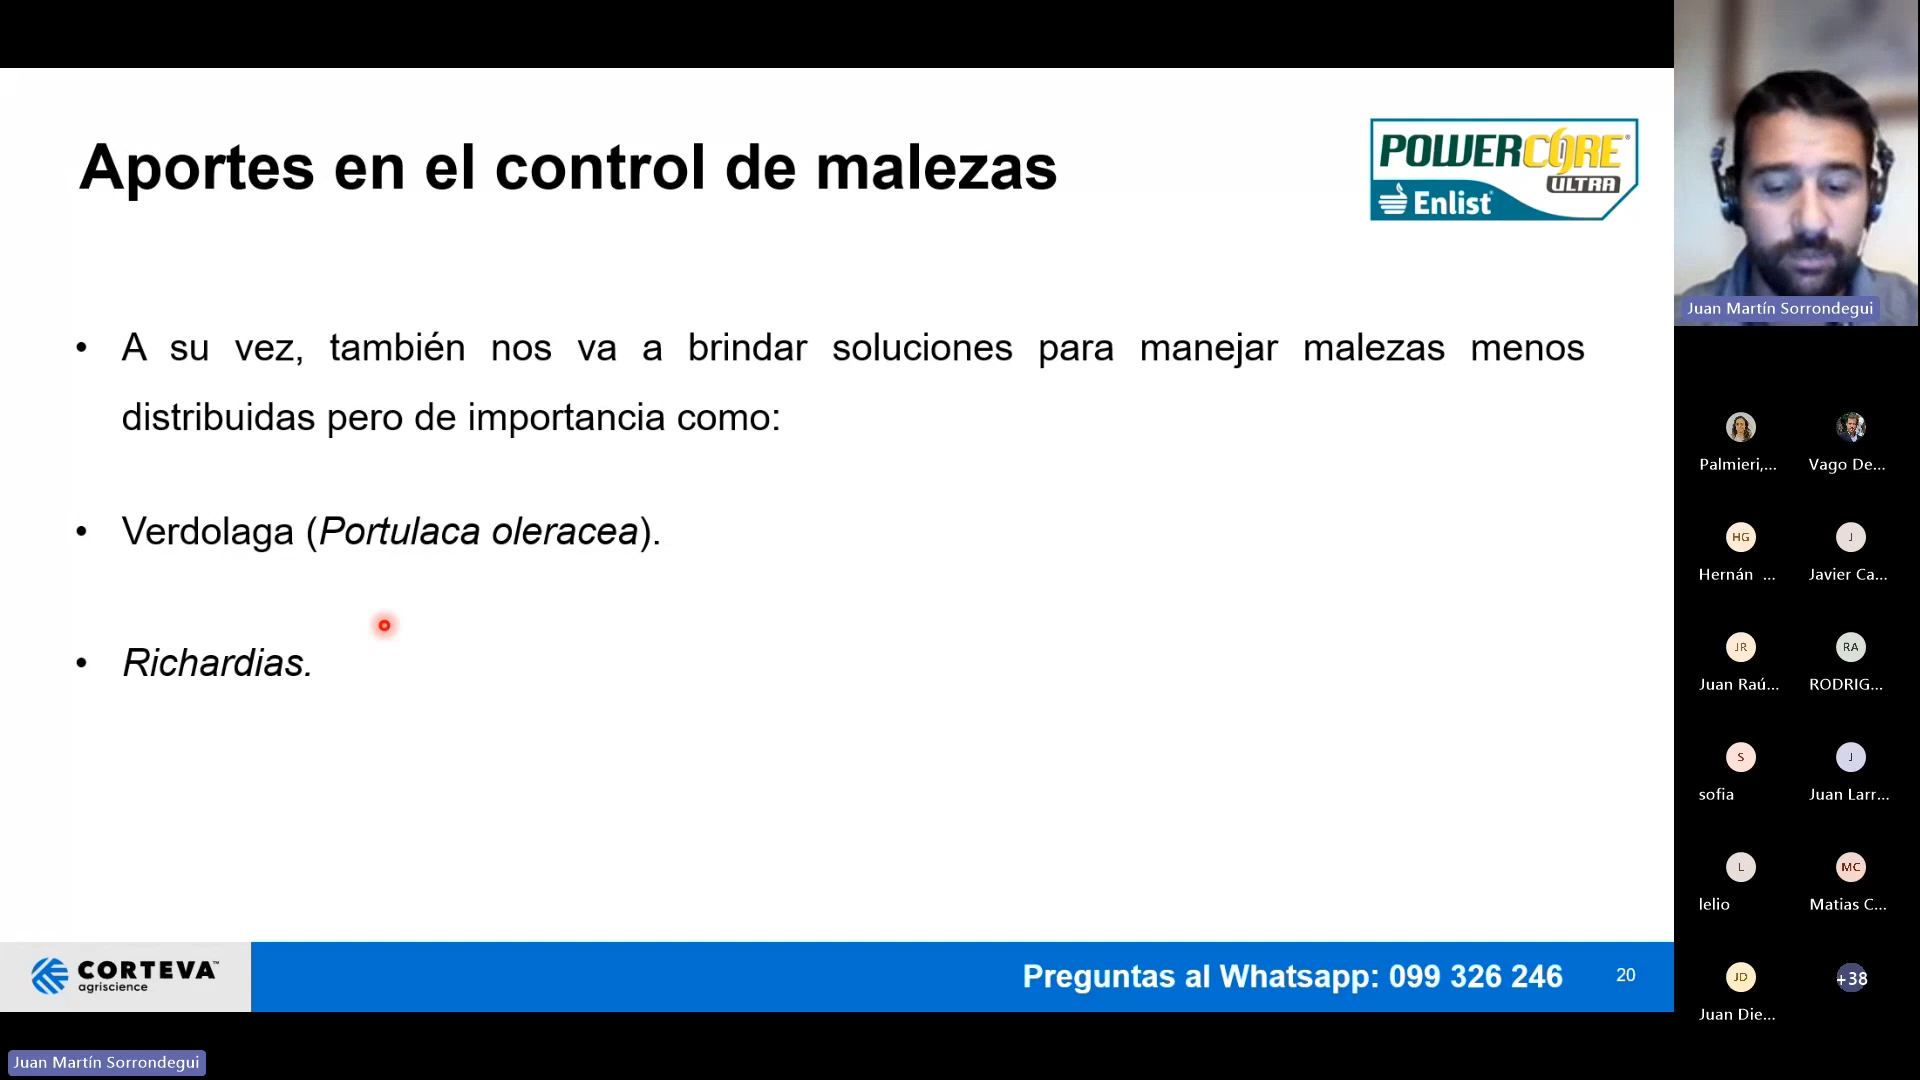 Aportes en el control de malezas
POWERCORE®
ULTRA
Enlist
• A su vez, también nos va a brindar soluciones para manejar malezas menos
distribuidas pero de importancia como:
• Verdolaga (Portulaca oleracea).
• Richardias.
CORTEVA™
agriscience
Preguntas al Whatsapp: 099 326 246
20
Juan Martín Sorrondegui
Juan Martín Sorrondegui
Palmieri,...
Vago De...
HG
Hernán ...
J
Javier Ca...
JR
Juan Raú...
RA
RODRIG...
S
sofia
J
Juan Larr...
L
lelio
MC
Matias C...
JD
Juan Die...
+38